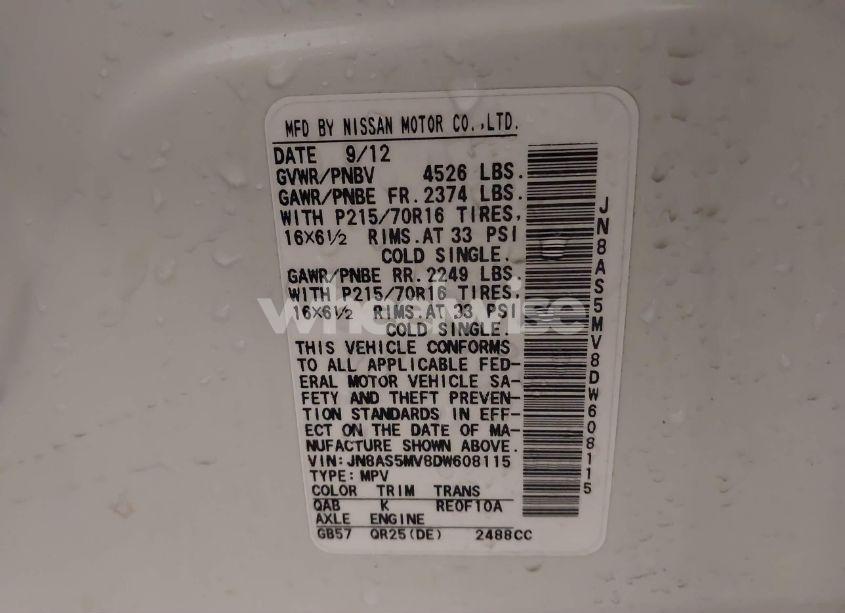 MFD BY NISSAN MOTOR CO.,LTD.
DATE 9/12
GVWR/PNBV 4526 LBS.
GAWR/PNBE FR. 2374 LBS.
WITH P215/70R16 TIRES,
16X6½ RIMS.AT 33 PSI
COLD SINGLE.
GAWR/PNBE RR. 2249 LBS.
WITH P215/70R16 TIRES,
16X6½ RIMS.AT 33 PSI
COLD SINGLE.
THIS VEHICLE CONFORMS
TO ALL APPLICABLE FED-
ERAL MOTOR VEHICLE SA-
FETY AND THEFT PREVEN-
TION STANDARDS IN EFF-
ECT ON THE DATE OF MA-
NUFACTURE SHOWN ABOVE.
VIN:JN8AS5MV8DW608115
TYPE:MPV
COLOR TRIM TRANS
QAB K RE0F10A
AXLE ENGINE
GB57 QR25(DE) 2488CC
JN8AS5MV8DW608115
wheelwise